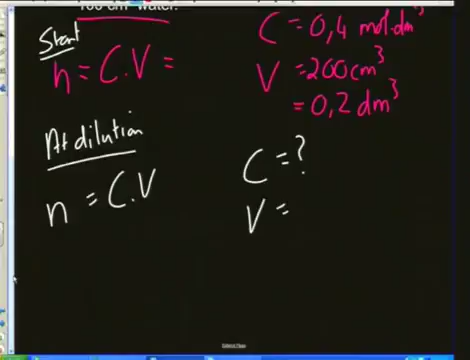 100 cm³ water.
Start
n = C.V =
C = 0,4 mol.dm⁻³
V = 200 cm³
= 0,2 dm³
At dilution
n = C.V
C = ?
V =